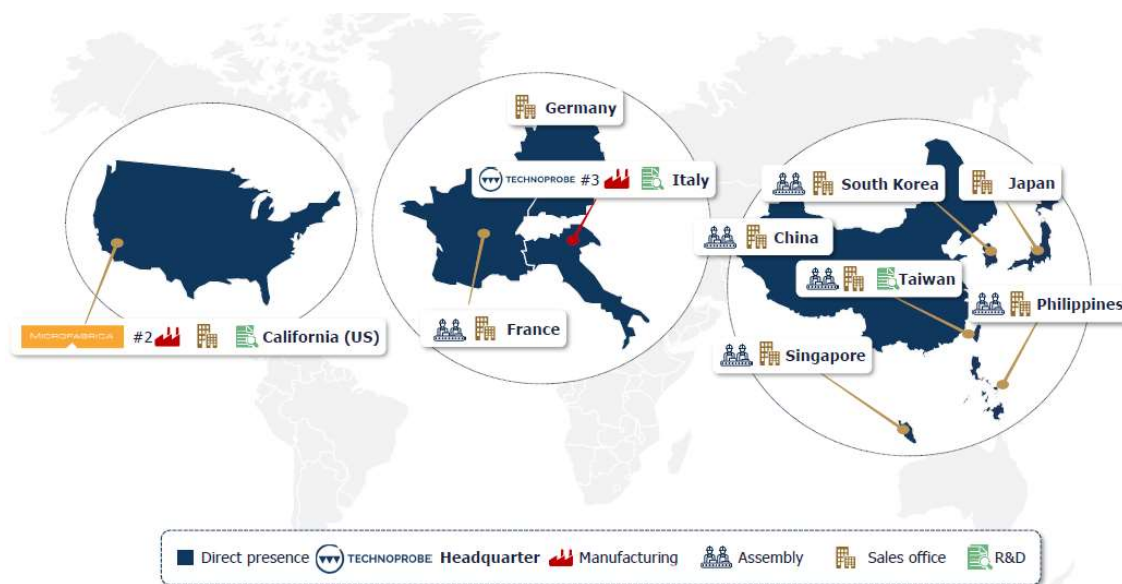 Germany
TECHNOPROBE #3 Italy
South Korea
Japan
China
Taiwan
Philippines
France
Singapore
MICROFABRICA #2 California (US)
Direct presence TECHNOPROBE Headquarter Manufacturing Assembly Sales office R&D